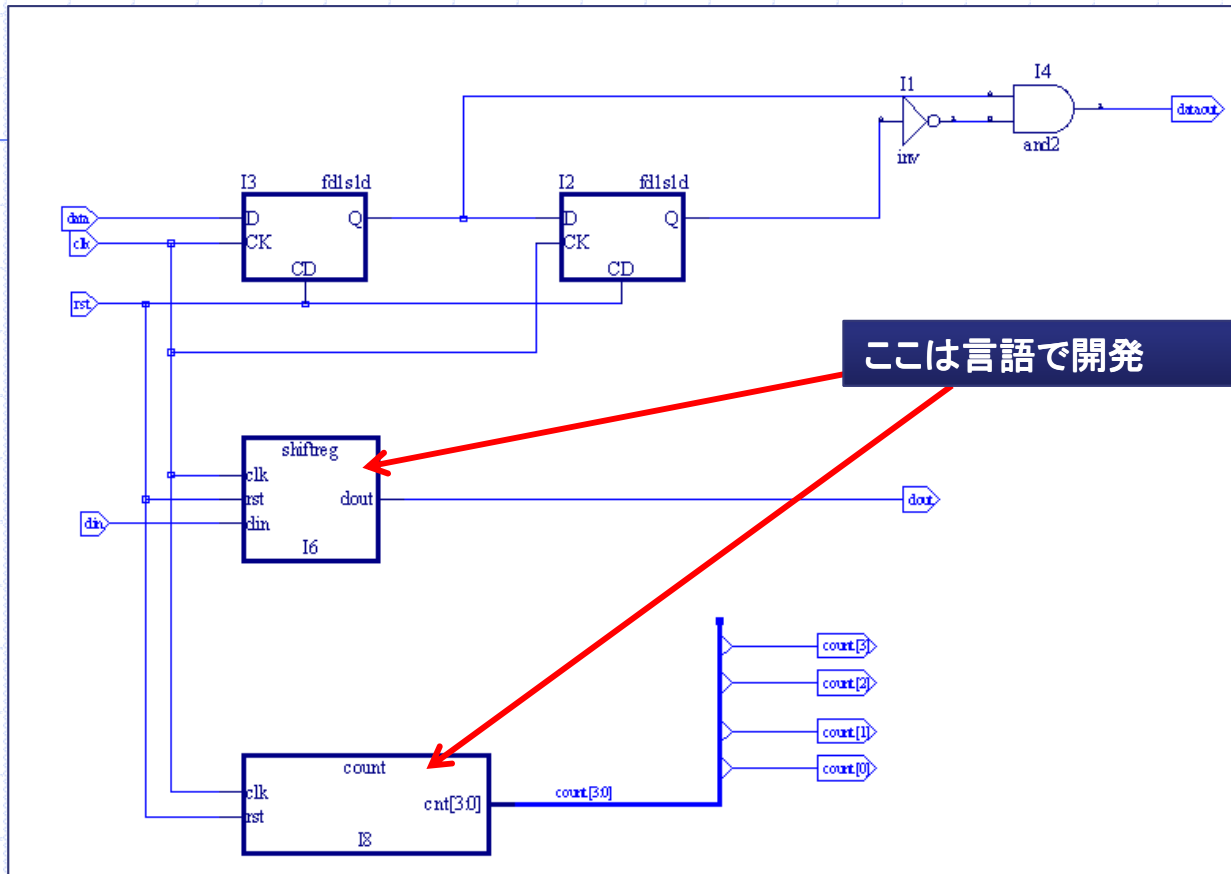 I4
I1
dataout
and2
inv
I3 fd1s1d
I2 fd1s1d
data
D Q
D Q
clk
CK
CK
CD
CD
rst
ここは言語で開発
shiftreg
clk
rst dout
dout
din
din
I6
count[3]
count[2]
count[1]
count
count[0]
clk
cnt[3:0]
count[3:0]
rst
I8